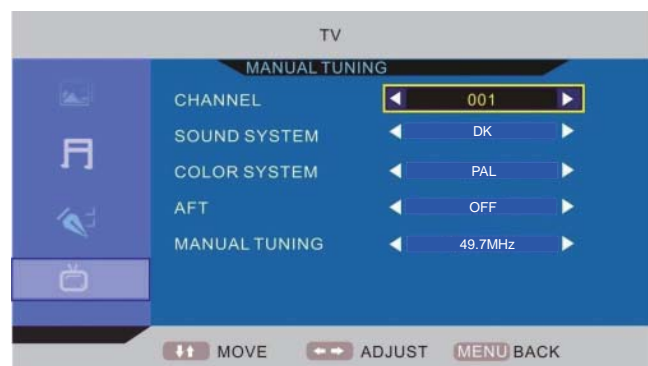 TV
MANUAL TUNING
CHANNEL 001
SOUND SYSTEM DK
COLOR SYSTEM PAL
AFT OFF
MANUAL TUNING 49.7MHz
MOVE ADJUST MENU BACK